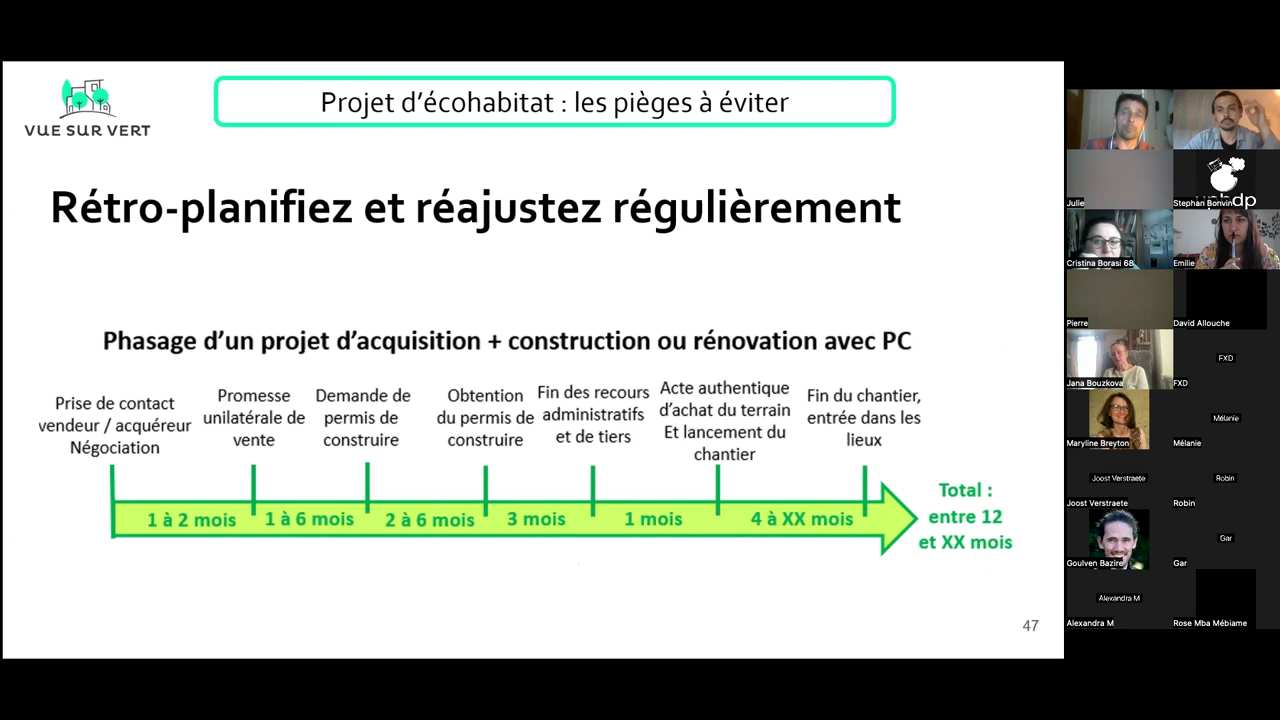 VUE SUR VERT
Projet d'écohabitat : les pièges à éviter
Rétro-planifiez et réajustez régulièrement
Phasage d'un projet d'acquisition + construction ou rénovation avec PC
Prise de contact
vendeur / acquéreur
Négociation
Promesse
unilatérale de
vente
Demande de
permis de
construire
Obtention
du permis de
construire
Fin des recours
administratifs
et de tiers
Acte authentique
d'achat du terrain
Et lancement du
chantier
Fin du chantier,
entrée dans les
lieux
1 à 2 mois
1 à 6 mois
2 à 6 mois
3 mois
1 mois
4 à XX mois
Total :
entre 12
et XX mois
47
Julie
Stephan Bonvin
Cristina Borasi 68
Emilie
Pierre
David Allouche
Jana Bouzkova
FXD
FXD
Maryline Breyton
Mélanie
Mélanie
Joost Verstraete
Joost Verstraete
Robin
Robin
Goulven Bazire
Gar
Gar
Alexandra M
Alexandra M
Rose Mba Mébiame